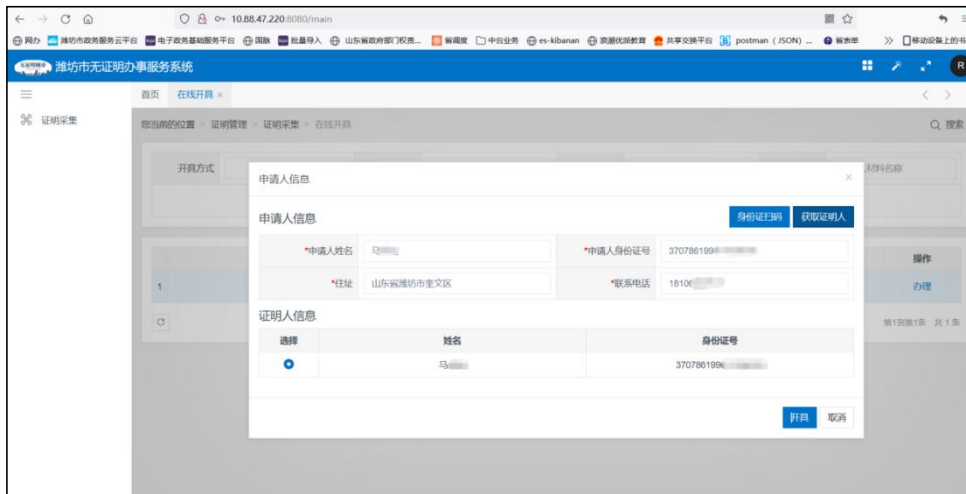 10.88.47.220:8080/main
网办 潍坊市政务服务云平台 电子政务基础服务平台 国脉 批量导入 山东省政府部门权责... 省调度 中台业务 es-kibanan 浪潮优派教育 共享交换平台 postman（JSON）... 省表单 移动设备上的书
无证明城市 潍坊市无证明办事服务系统 R
首页 在线开具 ×
证明采集
您当前的位置 > 证明管理 > 证明采集 > 在线开具 搜索
开具方式 材料名称
申请人信息 ×
申请人信息 身份证扫码 获取证明人
*申请人姓名 马 *申请人身份证号 370786199
*住址 山东省潍坊市奎文区 *联系电话 18106
操作
1 办理
证明人信息
第1到第1条 共 1 条
选择 姓名 身份证号
马 370786199
开具 取消